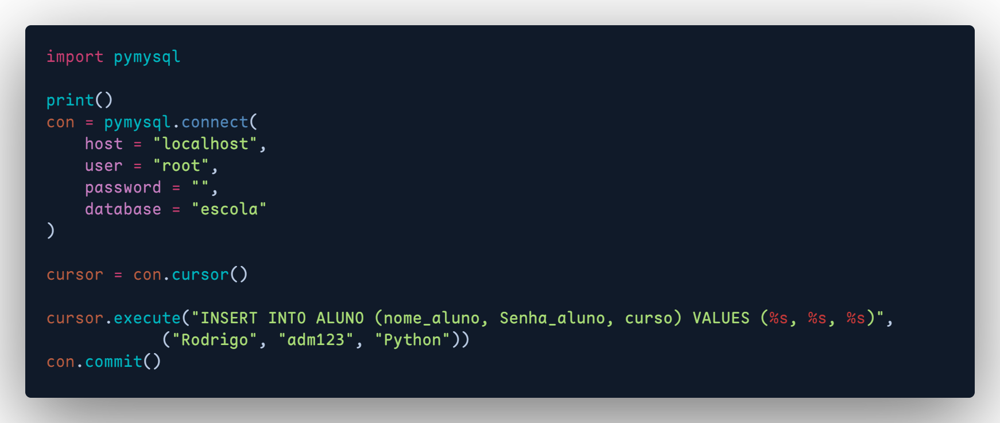 import pymysql
print()
con = pymysql.connect(
    host = "localhost",
    user = "root",
    password = "",
    database = "escola"
)
cursor = con.cursor()
cursor.execute("INSERT INTO ALUNO (nome_aluno, Senha_aluno, curso) VALUES (%s, %s, %s)",
            ("Rodrigo", "adm123", "Python"))
con.commit()